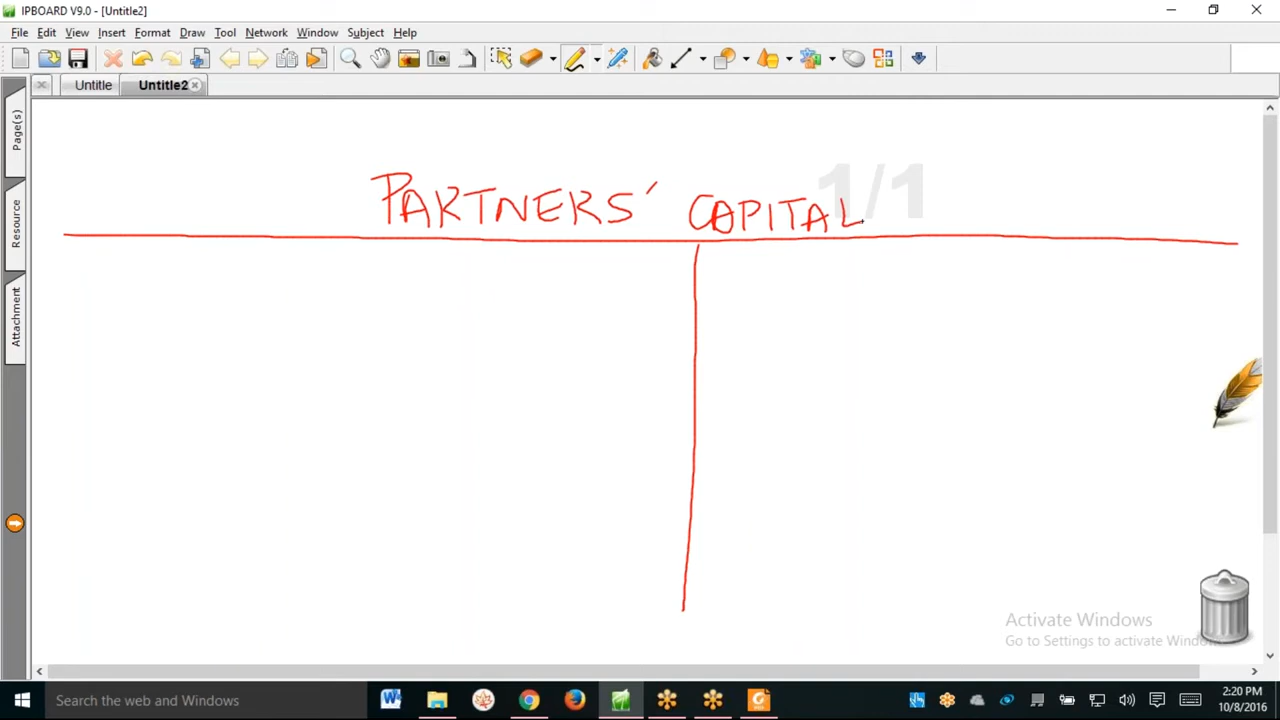 IPBOARD V9.0 - [Untitle2]
File Edit View Insert Format Draw Tool Network Window Subject Help
Untitle Untitle2
Page(s)
Resource
Attachment
1/1
PARTNERS' CAPITAL
Activate Windows
Go to Settings to activate Windows
Search the web and Windows
2:20 PM
10/8/2016